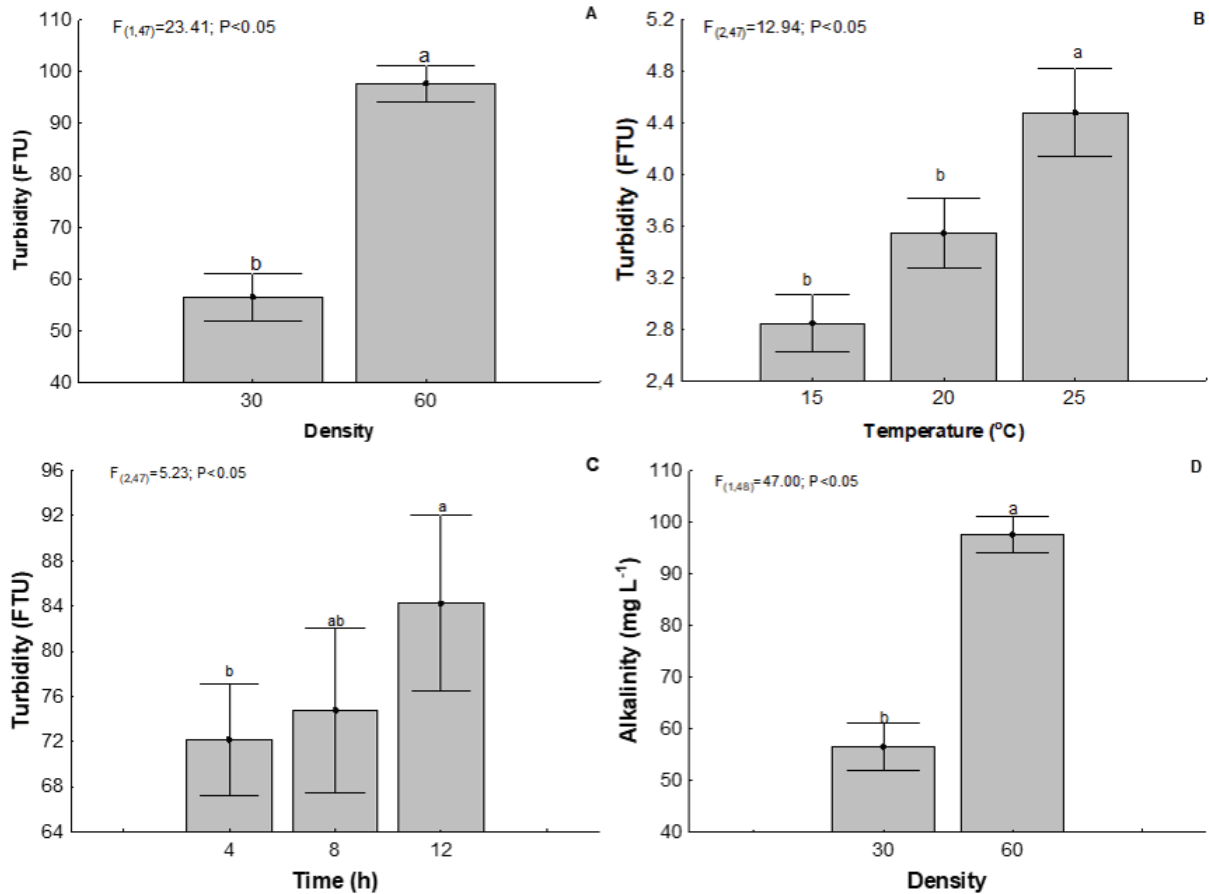 A
F(1,47)=23.41; P<0.05
110
100
90
80
70
60
50
40
Turbidity (FTU)
a
b
30 60
Density
B
F(2,47)=12.94; P<0.05
5.2
4.8
4.4
4.0
3.6
3.2
2.8
2,4
Turbidity (FTU)
a
b
b
15 20 25
Temperature (°C)
C
F(2,47)=5.23; P<0.05
96
92
88
84
80
76
72
68
64
Turbidity (FTU)
a
ab
b
4 8 12
Time (h)
D
F(1,48)=47.00; P<0.05
110
100
90
80
70
60
50
40
Alkalinity (mg L⁻¹)
a
b
30 60
Density